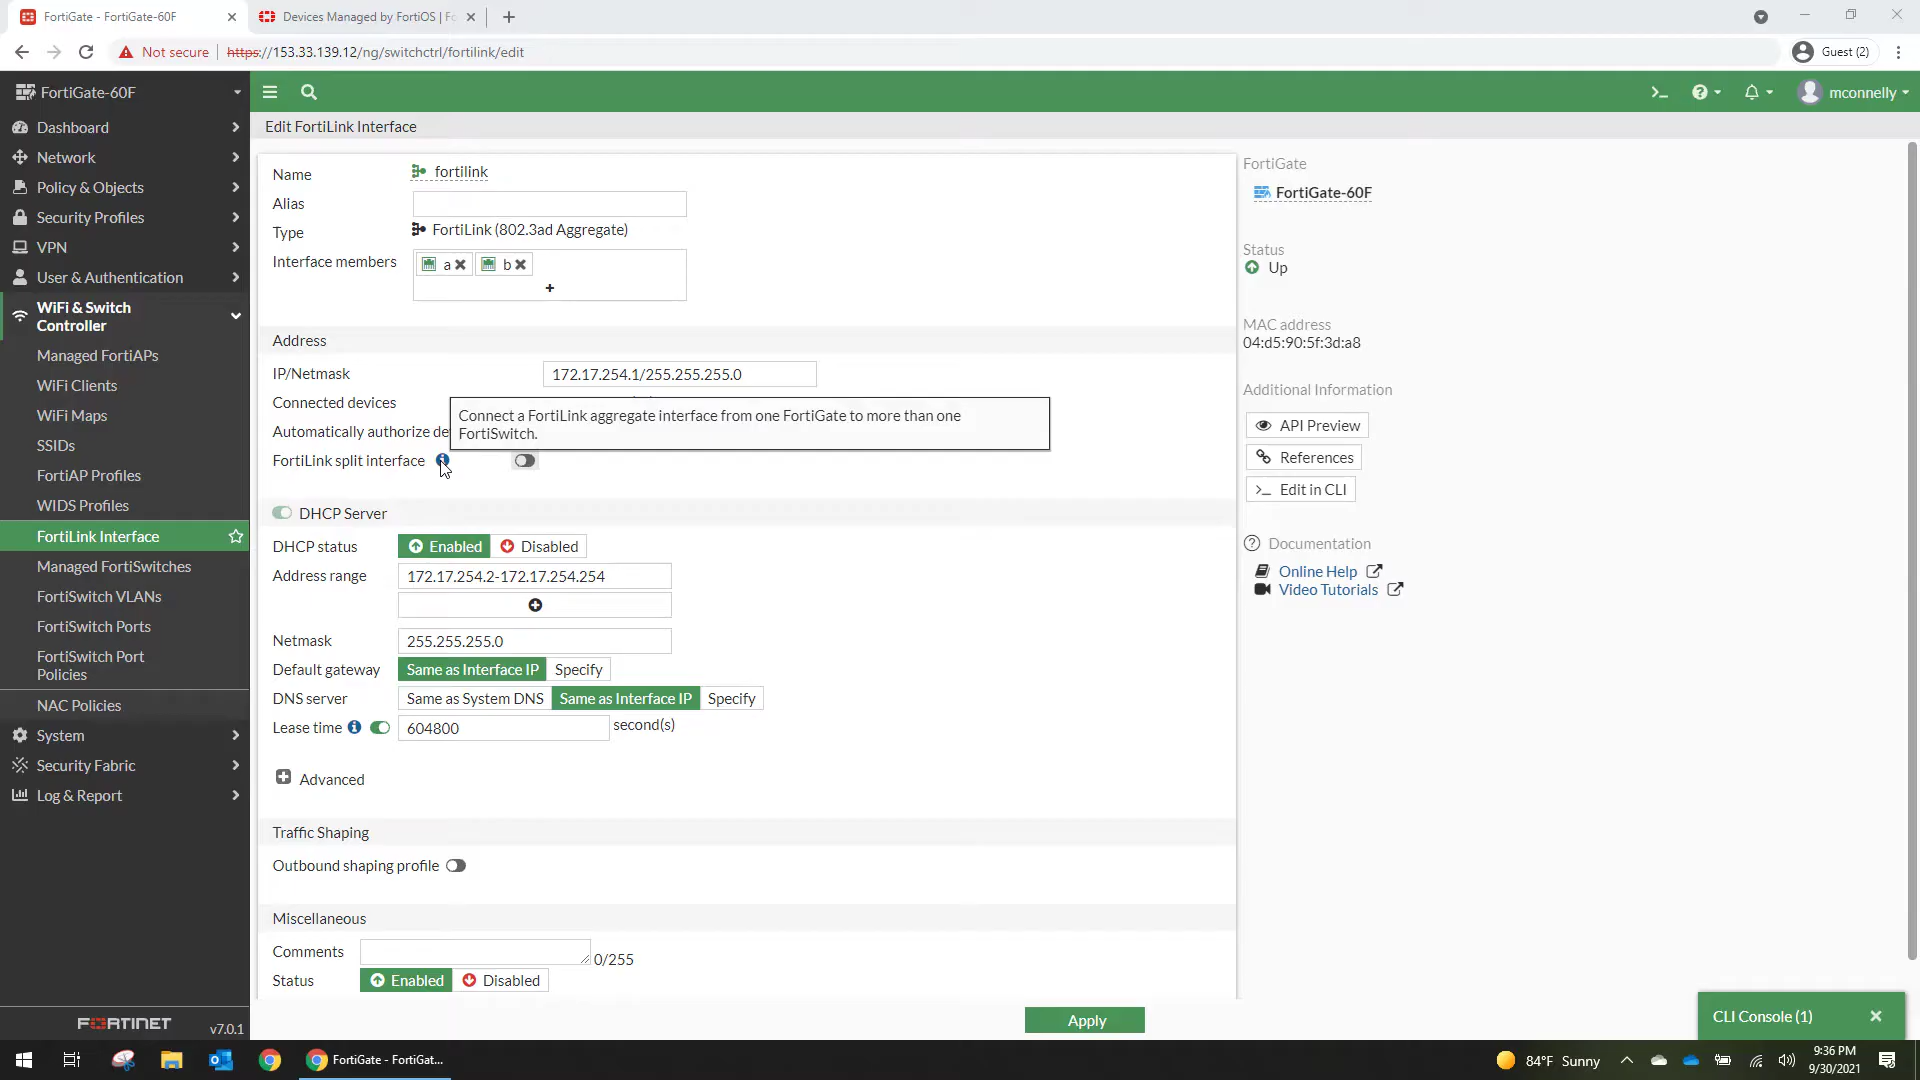 FortiGate - FortiGate-60F
Devices Managed by FortiOS | Fo
Not secure
https://153.33.139.12/ng/switchctrl/fortilink/edit
Guest (2)
FortiGate-60F
mconnelly
Dashboard
Network
Policy & Objects
Security Profiles
VPN
User & Authentication
WiFi & Switch
Controller
Managed FortiAPs
WiFi Clients
WiFi Maps
SSIDs
FortiAP Profiles
WIDS Profiles
FortiLink Interface
Managed FortiSwitches
FortiSwitch VLANs
FortiSwitch Ports
FortiSwitch Port
Policies
NAC Policies
System
Security Fabric
Log & Report
FORTINET
v7.0.1
Edit FortiLink Interface
Name
fortilink
Alias
Type
FortiLink (802.3ad Aggregate)
Interface members
a
b
Address
IP/Netmask
172.17.254.1/255.255.255.0
Connected devices
Automatically authorize de
Connect a FortiLink aggregate interface from one FortiGate to more than one
FortiSwitch.
FortiLink split interface
DHCP Server
DHCP status
Enabled
Disabled
Address range
172.17.254.2-172.17.254.254
Netmask
255.255.255.0
Default gateway
Same as Interface IP
Specify
DNS server
Same as System DNS
Same as Interface IP
Specify
Lease time
604800
second(s)
Advanced
Traffic Shaping
Outbound shaping profile
Miscellaneous
Comments
0/255
Status
Enabled
Disabled
Apply
FortiGate
FortiGate-60F
Status
Up
MAC address
04:d5:90:5f:3d:a8
Additional Information
API Preview
References
>_ Edit in CLI
Documentation
Online Help
Video Tutorials
CLI Console (1)
FortiGate - FortiGat...
84°F Sunny
9:36 PM
9/30/2021